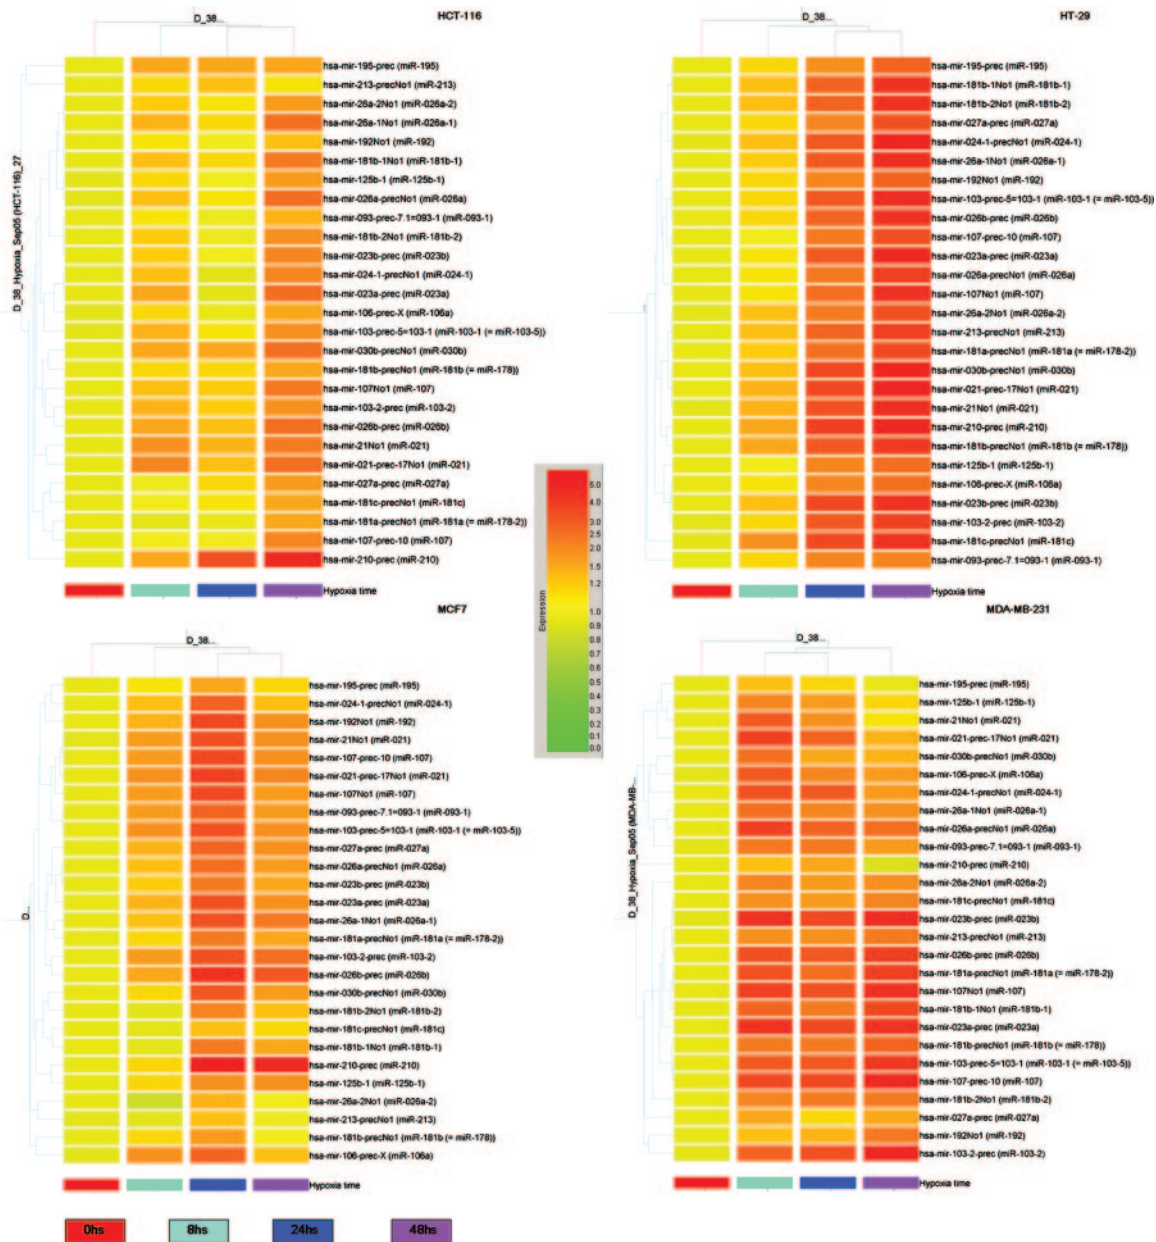 HCT-116
D_38...
D_38_Hypoxia_Sep05 (HCT-116)_27
hsa-mir-195-prec (miR-195)
hsa-mir-213-precNo1 (miR-213)
hsa-mir-26a-2No1 (miR-026a-2)
hsa-mir-26a-1No1 (miR-026a-1)
hsa-mir-192No1 (miR-192)
hsa-mir-181b-1No1 (miR-181b-1)
hsa-mir-125b-1 (miR-125b-1)
hsa-mir-026a-precNo1 (miR-026a)
hsa-mir-093-prec-7.1=093-1 (miR-093-1)
hsa-mir-181b-2No1 (miR-181b-2)
hsa-mir-023b-prec (miR-023b)
hsa-mir-024-1-precNo1 (miR-024-1)
hsa-mir-023a-prec (miR-023a)
hsa-mir-106-prec-X (miR-106a)
hsa-mir-103-prec-5=103-1 (miR-103-1 (= miR-103-5))
hsa-mir-030b-precNo1 (miR-030b)
hsa-mir-181b-precNo1 (miR-181b (= miR-178))
hsa-mir-107No1 (miR-107)
hsa-mir-103-2-prec (miR-103-2)
hsa-mir-026b-prec (miR-026b)
hsa-mir-21No1 (miR-021)
hsa-mir-021-prec-17No1 (miR-021)
hsa-mir-027a-prec (miR-027a)
hsa-mir-181c-precNo1 (miR-181c)
hsa-mir-181a-precNo1 (miR-181a (= miR-178-2))
hsa-mir-107-prec-10 (miR-107)
hsa-mir-210-prec (miR-210)
Hypoxia time
HT-29
D_38...
hsa-mir-195-prec (miR-195)
hsa-mir-181b-1No1 (miR-181b-1)
hsa-mir-181b-2No1 (miR-181b-2)
hsa-mir-027a-prec (miR-027a)
hsa-mir-024-1-precNo1 (miR-024-1)
hsa-mir-26a-1No1 (miR-026a-1)
hsa-mir-192No1 (miR-192)
hsa-mir-103-prec-5=103-1 (miR-103-1 (= miR-103-5))
hsa-mir-026b-prec (miR-026b)
hsa-mir-107-prec-10 (miR-107)
hsa-mir-023a-prec (miR-023a)
hsa-mir-026a-precNo1 (miR-026a)
hsa-mir-107No1 (miR-107)
hsa-mir-26a-2No1 (miR-026a-2)
hsa-mir-213-precNo1 (miR-213)
hsa-mir-181a-precNo1 (miR-181a (= miR-178-2))
hsa-mir-030b-precNo1 (miR-030b)
hsa-mir-021-prec-17No1 (miR-021)
hsa-mir-21No1 (miR-021)
hsa-mir-210-prec (miR-210)
hsa-mir-181b-precNo1 (miR-181b (= miR-178))
hsa-mir-125b-1 (miR-125b-1)
hsa-mir-106-prec-X (miR-106a)
hsa-mir-023b-prec (miR-023b)
hsa-mir-103-2-prec (miR-103-2)
hsa-mir-181c-precNo1 (miR-181c)
hsa-mir-093-prec-7.1=093-1 (miR-093-1)
Hypoxia time
Expression
5.0
4.0
3.0
2.5
2.0
1.5
1.2
1.0
0.9
0.8
0.7
0.6
0.5
0.4
0.3
0.2
0.1
0.0
MCF7
D_38...
D...
hsa-mir-195-prec (miR-195)
hsa-mir-024-1-precNo1 (miR-024-1)
hsa-mir-192No1 (miR-192)
hsa-mir-21No1 (miR-021)
hsa-mir-107-prec-10 (miR-107)
hsa-mir-021-prec-17No1 (miR-021)
hsa-mir-107No1 (miR-107)
hsa-mir-093-prec-7.1=093-1 (miR-093-1)
hsa-mir-103-prec-5=103-1 (miR-103-1 (= miR-103-5))
hsa-mir-027a-prec (miR-027a)
hsa-mir-026a-precNo1 (miR-026a)
hsa-mir-023b-prec (miR-023b)
hsa-mir-023a-prec (miR-023a)
hsa-mir-26a-1No1 (miR-026a-1)
hsa-mir-181a-precNo1 (miR-181a (= miR-178-2))
hsa-mir-103-2-prec (miR-103-2)
hsa-mir-026b-prec (miR-026b)
hsa-mir-030b-precNo1 (miR-030b)
hsa-mir-181b-2No1 (miR-181b-2)
hsa-mir-181c-precNo1 (miR-181c)
hsa-mir-181b-1No1 (miR-181b-1)
hsa-mir-210-prec (miR-210)
hsa-mir-125b-1 (miR-125b-1)
hsa-mir-26a-2No1 (miR-026a-2)
hsa-mir-213-precNo1 (miR-213)
hsa-mir-181b-precNo1 (miR-181b (= miR-178))
hsa-mir-106-prec-X (miR-106a)
Hypoxia time
MDA-MB-231
D_38...
D_38_Hypoxia_Sep05 (MDA-MB-...
hsa-mir-195-prec (miR-195)
hsa-mir-125b-1 (miR-125b-1)
hsa-mir-21No1 (miR-021)
hsa-mir-021-prec-17No1 (miR-021)
hsa-mir-030b-precNo1 (miR-030b)
hsa-mir-106-prec-X (miR-106a)
hsa-mir-024-1-precNo1 (miR-024-1)
hsa-mir-26a-1No1 (miR-026a-1)
hsa-mir-026a-precNo1 (miR-026a)
hsa-mir-093-prec-7.1=093-1 (miR-093-1)
hsa-mir-210-prec (miR-210)
hsa-mir-26a-2No1 (miR-026a-2)
hsa-mir-181c-precNo1 (miR-181c)
hsa-mir-023b-prec (miR-023b)
hsa-mir-213-precNo1 (miR-213)
hsa-mir-026b-prec (miR-026b)
hsa-mir-181a-precNo1 (miR-181a (= miR-178-2))
hsa-mir-107No1 (miR-107)
hsa-mir-181b-1No1 (miR-181b-1)
hsa-mir-023a-prec (miR-023a)
hsa-mir-181b-precNo1 (miR-181b (= miR-178))
hsa-mir-103-prec-5=103-1 (miR-103-1 (= miR-103-5))
hsa-mir-107-prec-10 (miR-107)
hsa-mir-181b-2No1 (miR-181b-2)
hsa-mir-027a-prec (miR-027a)
hsa-mir-192No1 (miR-192)
hsa-mir-103-2-prec (miR-103-2)
Hypoxia time
0hs
8hs
24hs
48hs